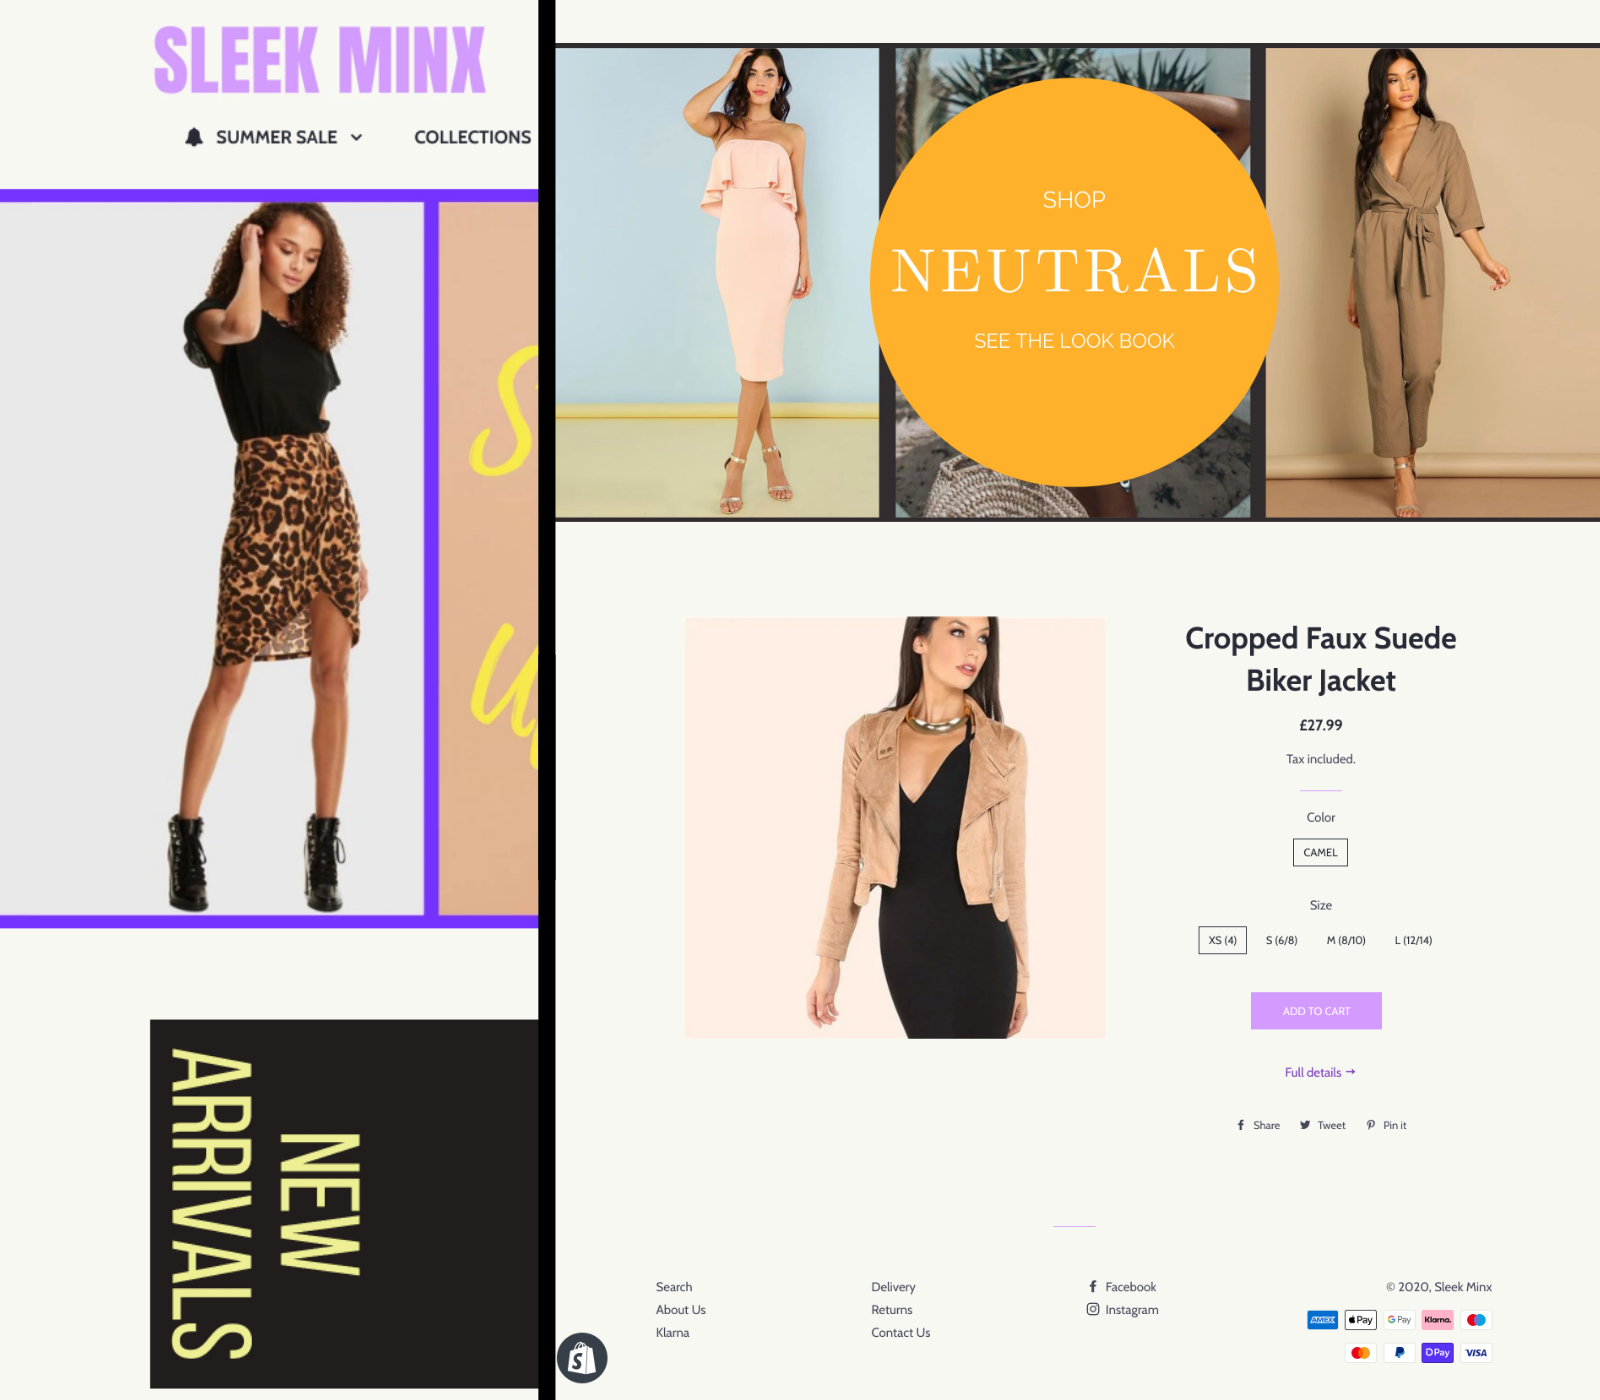 SLEEK MINX
SUMMER SALE
COLLECTIONS
NEW
ARRIVALS
SHOP
NEUTRALS
SEE THE LOOK BOOK
Cropped Faux Suede
Biker Jacket
£27.99
Tax included.
Color
CAMEL
Size
XS (4) S (6/8) M (8/10) L (12/14)
ADD TO CART
Full details →
Share Tweet Pin it
Search
About Us
Klarna
Delivery
Returns
Contact Us
Facebook
Instagram
© 2020, Sleek Minx
AMEX Pay G Pay Klarna.
OPay VISA